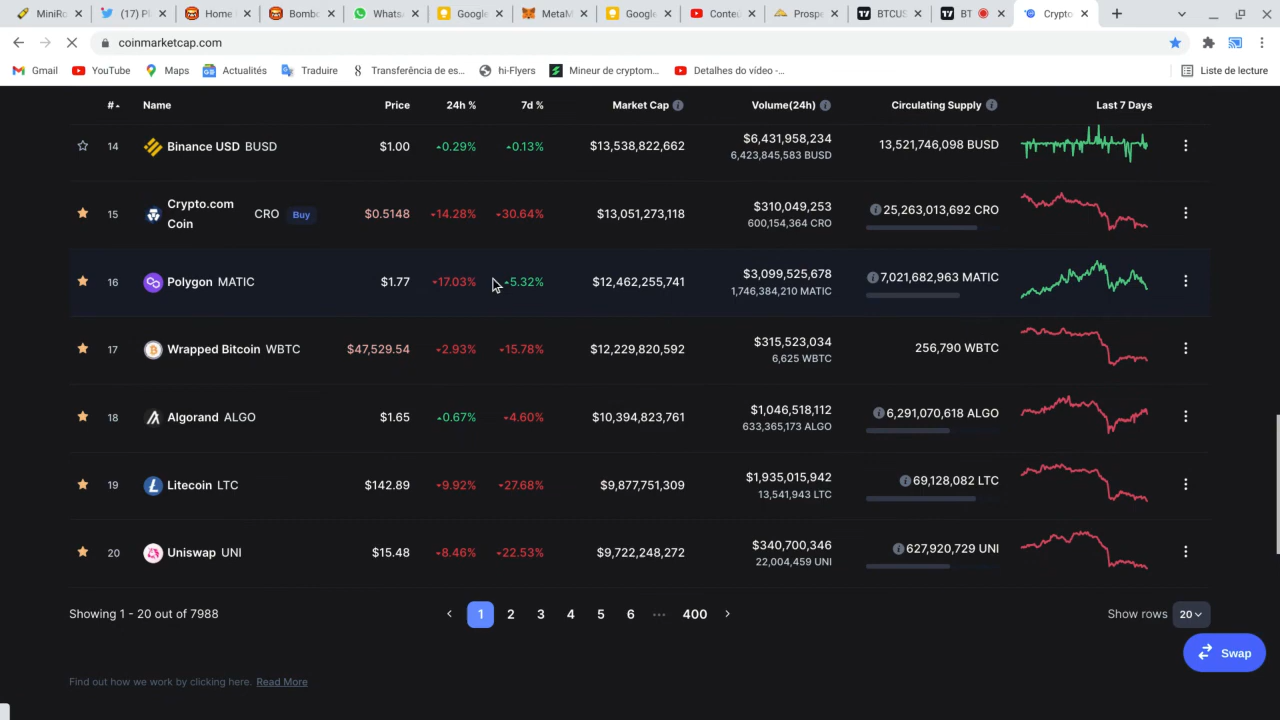 MiniRo
(17) Pl
Home
Bombc
Whatsa
Google
MetaM
Google
Conteu
Prospe
BTCUS
BT
Crypto
coinmarketcap.com
Gmail
YouTube
Maps
Actualités
Traduire
Transferência de es...
hi-Flyers
Mineur de cryptom...
Detalhes do vídeo -...
Liste de lecture
# Name Price 24h % 7d % Market Cap Volume(24h) Circulating Supply Last 7 Days
14 Binance USD BUSD $1.00 0.29% 0.13% $13,538,822,662 $6,431,958,234 13,521,746,098 BUSD
6,423,845,583 BUSD
15 Crypto.com Coin CRO Buy $0.5148 14.28% 30.64% $13,051,273,118 $310,049,253 25,263,013,692 CRO
600,154,364 CRO
16 Polygon MATIC $1.77 17.03% 5.32% $12,462,255,741 $3,099,525,678 7,021,682,963 MATIC
1,746,384,210 MATIC
17 Wrapped Bitcoin WBTC $47,529.54 2.93% 15.78% $12,229,820,592 $315,523,034 256,790 WBTC
6,625 WBTC
18 Algorand ALGO $1.65 0.67% 4.60% $10,394,823,761 $1,046,518,112 6,291,070,618 ALGO
633,365,173 ALGO
19 Litecoin LTC $142.89 9.92% 27.68% $9,877,751,309 $1,935,015,942 69,128,082 LTC
13,541,943 LTC
20 Uniswap UNI $15.48 8.46% 22.53% $9,722,248,272 $340,700,346 627,920,729 UNI
22,004,459 UNI
Showing 1 - 20 out of 7988
1 2 3 4 5 6 ... 400
Show rows 20
Swap
Find out how we work by clicking here. Read More